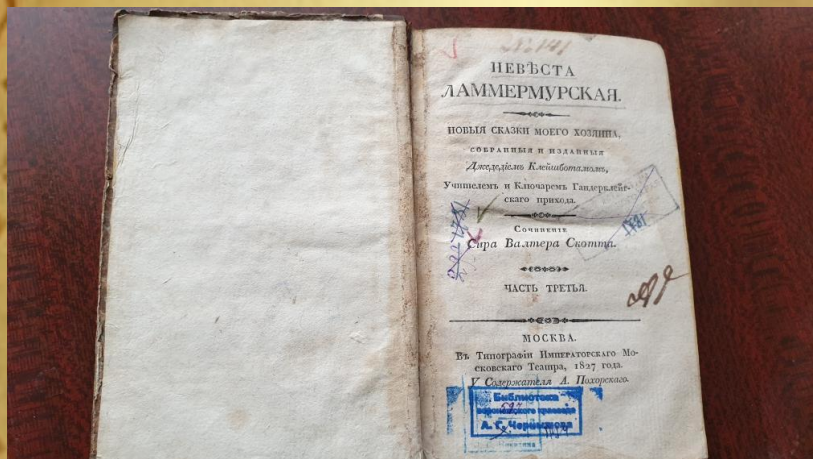 НЕВѢСТА
ЛАММЕРМУРСКАЯ.
НОВЫЯ СКАЗКИ МОЕГО ХОЗЯИНА,
СОБРАННЫЯ И ИЗДАННЫЯ
Джедедіемъ Клейшботамомъ,
Учителемъ и Ключаремъ Гандерклейг-
скаго прихода.
Сочиненіе
Сира Валтера Скотта.
ЧАСТЬ ТРЕТЬЯ.
МОСКВА.
Въ Типографіи Императорскаго Мо-
сковскаго Театра, 1827 года.
У Содержателя А. Похорскаго.
Библиотека
А. Г. Чернышова